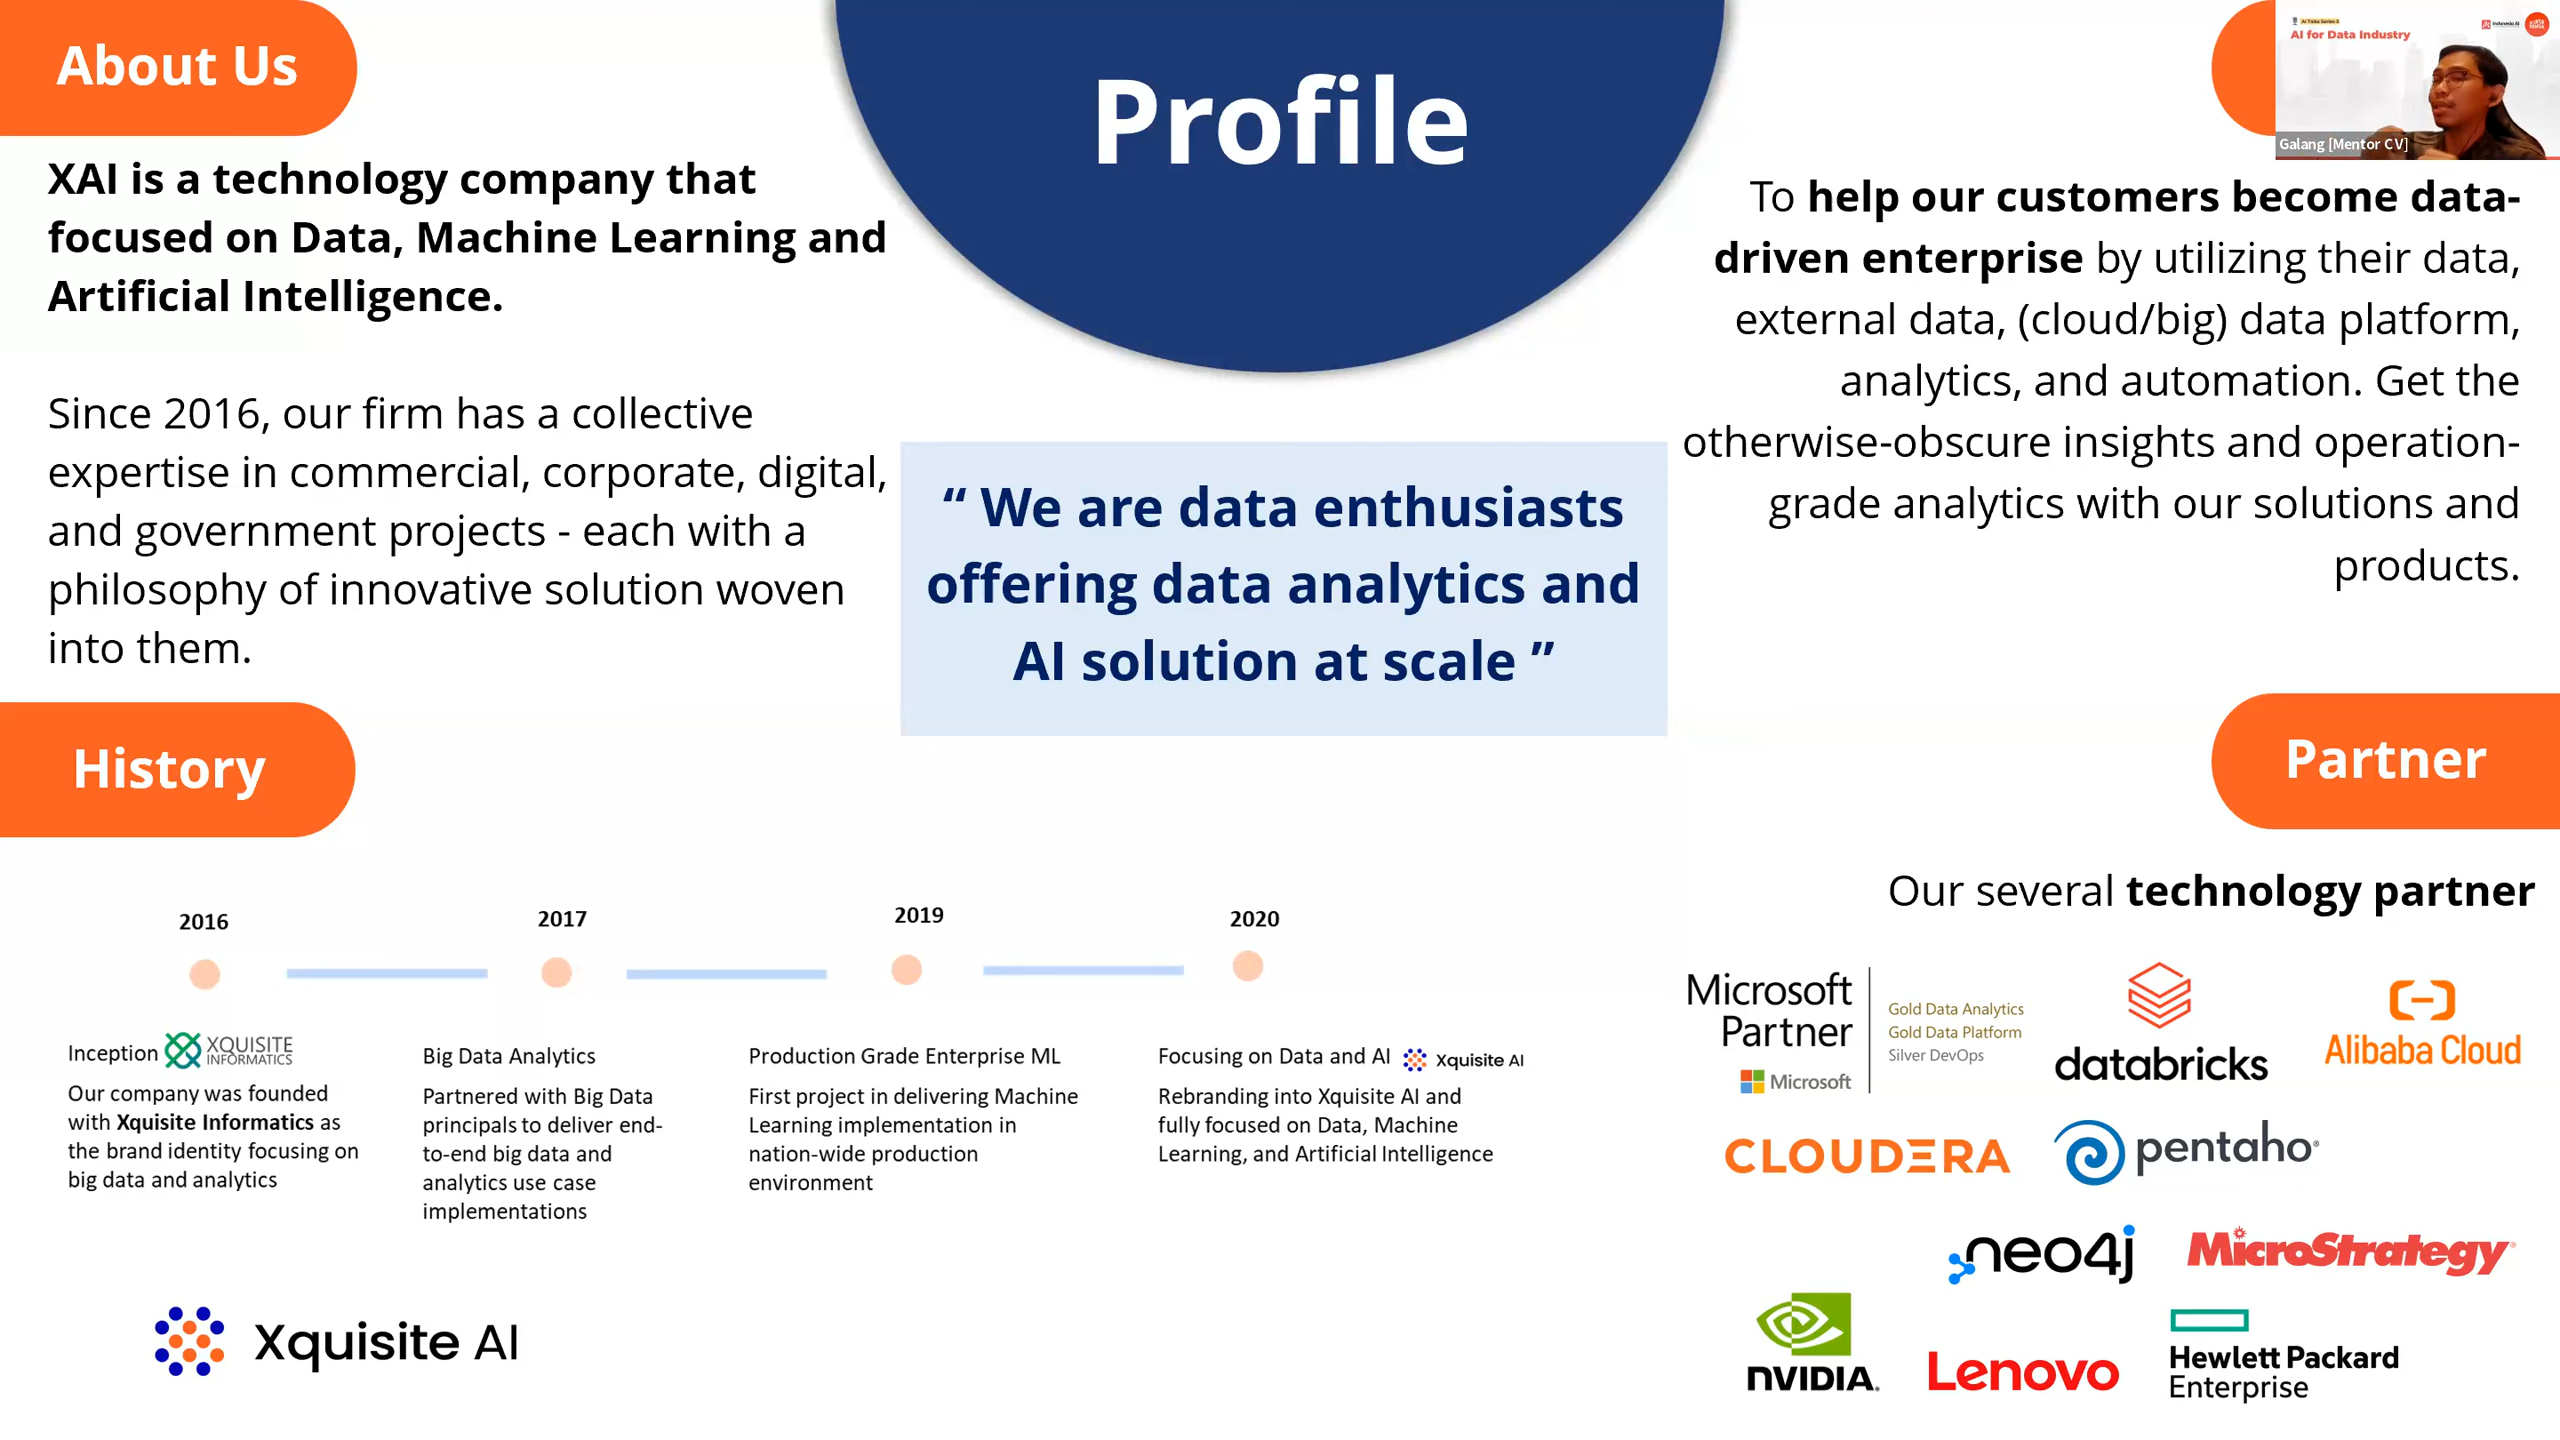 About Us
XAI is a technology company that
focused on Data, Machine Learning and
Artificial Intelligence.
Since 2016, our firm has a collective
expertise in commercial, corporate, digital,
and government projects - each with a
philosophy of innovative solution woven
into them.
Profile
“ We are data enthusiasts
offering data analytics and
AI solution at scale ”
AI Talks Series 5
AI for Data Industry
Indonesia AI
Galang [Mentor CV]
To help our customers become data-
driven enterprise by utilizing their data,
external data, (cloud/big) data platform,
analytics, and automation. Get the
otherwise-obscure insights and operation-
grade analytics with our solutions and
products.
History
2016
Inception XQUISITE
INFORMATICS
Our company was founded
with Xquisite Informatics as
the brand identity focusing on
big data and analytics
2017
Big Data Analytics
Partnered with Big Data
principals to deliver end-
to-end big data and
analytics use case
implementations
2019
Production Grade Enterprise ML
First project in delivering Machine
Learning implementation in
nation-wide production
environment
2020
Focusing on Data and AI Xquisite AI
Rebranding into Xquisite AI and
fully focused on Data, Machine
Learning, and Artificial Intelligence
Xquisite AI
Partner
Our several technology partner
Microsoft
Partner
Microsoft
Gold Data Analytics
Gold Data Platform
Silver DevOps
databricks
Alibaba Cloud
CLOUDERA
pentaho
neo4j
MicroStrategy
NVIDIA.
Lenovo
Hewlett Packard
Enterprise